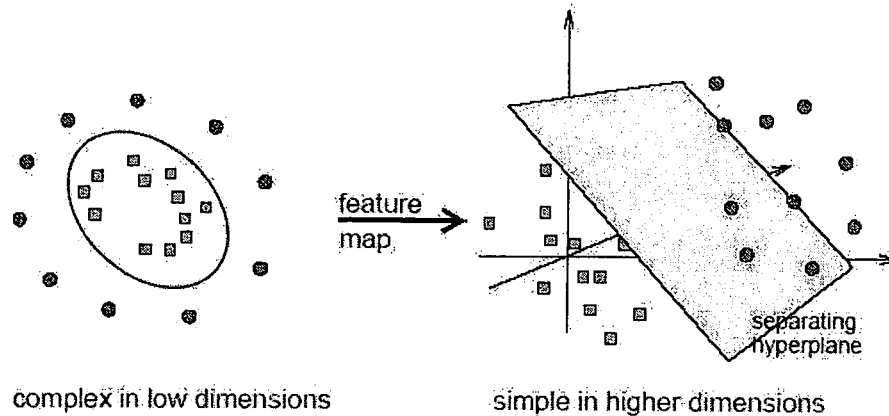 feature
map
separating
hyperplane
complex in low dimensions
simple in higher dimensions